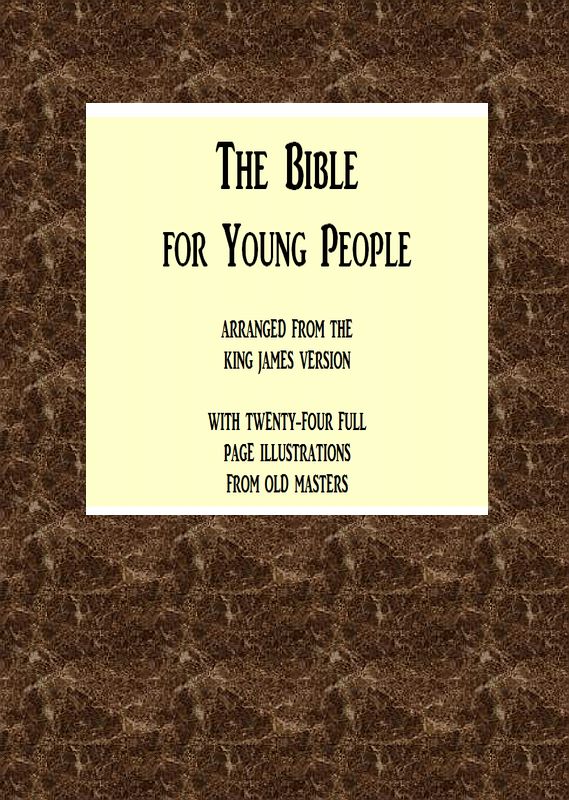 The Bible
for Young People
arranged from the
King James Version
with twenty-four full
page illustrations
from old masters